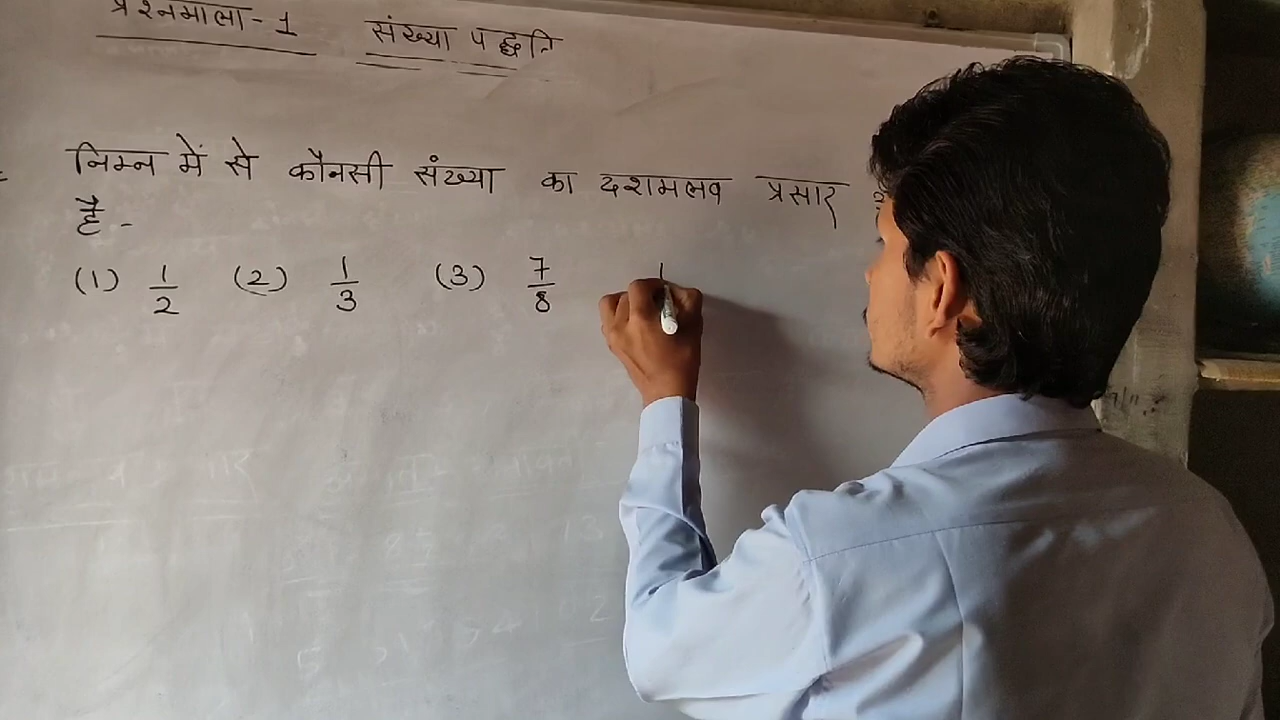 प्रश्नमाला-1 संख्या पद्धति
निम्न में से कौनसी संख्या का दशमलव प्रसार
है -
(1) 1/2 (2) 1/3 (3) 7/8